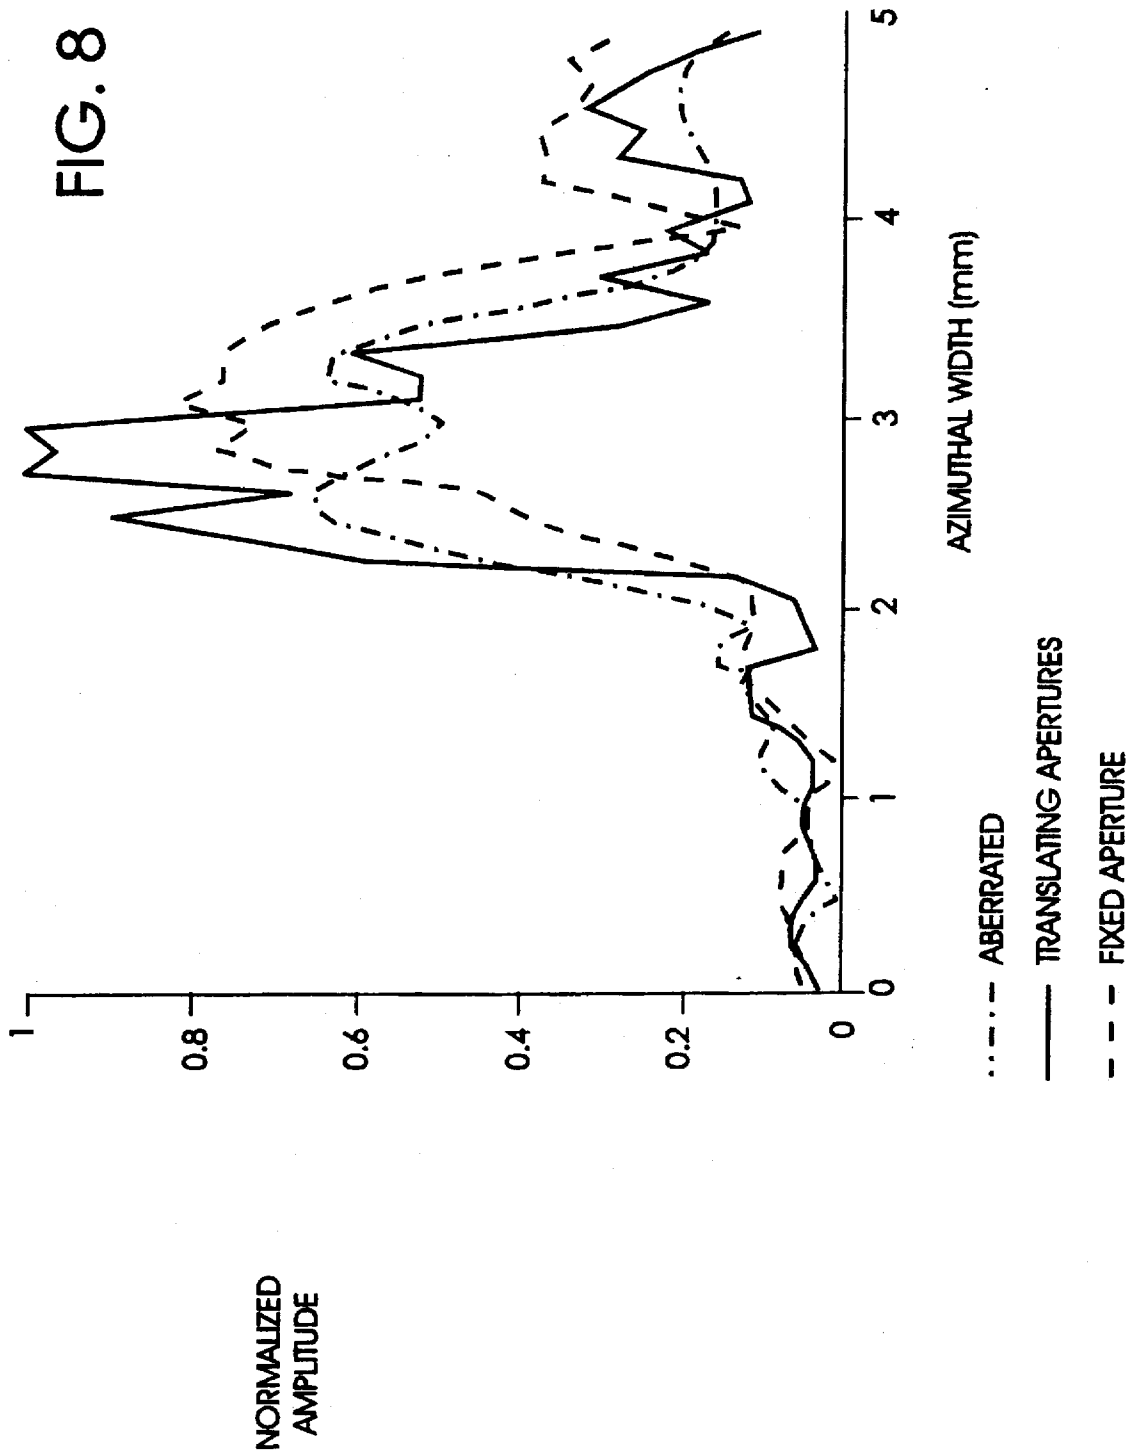 FIG. 8
NORMALIZED
AMPLITUDE
1
0.8
0.6
0.4
0.2
0
0
1
2
3
4
5
AZIMUTHAL WIDTH (mm)
ABERRATED
TRANSLATING APERTURES
FIXED APERTURE